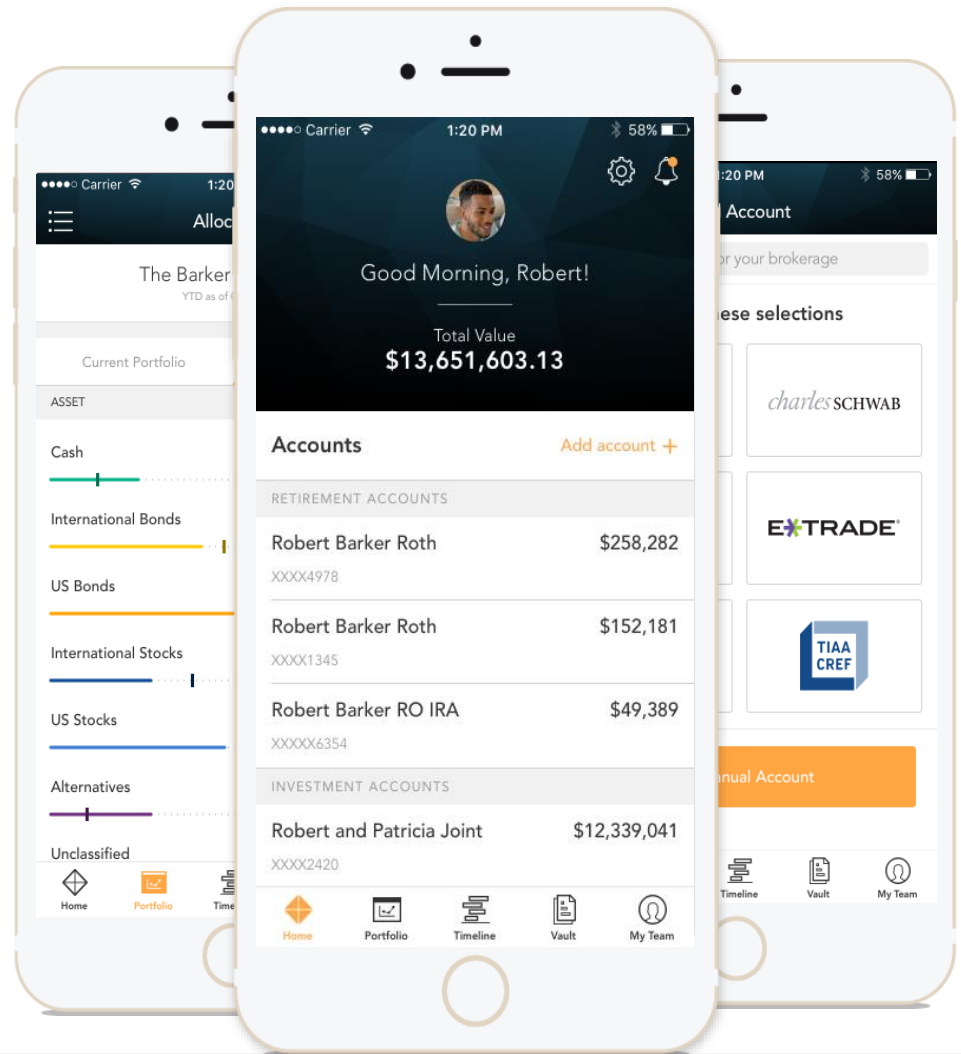 Carrier
1:20
Alloc
The Barker
YTD as of
Current Portfolio
ASSET
Cash
International Bonds
US Bonds
International Stocks
US Stocks
Alternatives
Unclassified
Home
Portfolio
Time
Carrier
1:20 PM
58%
Good Morning, Robert!
Total Value
$13,651,603.13
Accounts
Add account +
RETIREMENT ACCOUNTS
Robert Barker Roth
$258,282
XXXX4978
Robert Barker Roth
$152,181
XXXX1345
Robert Barker RO IRA
$49,389
XXXXX6354
INVESTMENT ACCOUNTS
Robert and Patricia Joint
$12,339,041
XXXX2420
Home
Portfolio
Timeline
Vault
My Team
:20 PM
58%
Account
or your brokerage
ese selections
charles SCHWAB
E*TRADE
TIAA
CREF
nual Account
Timeline
Vault
My Team